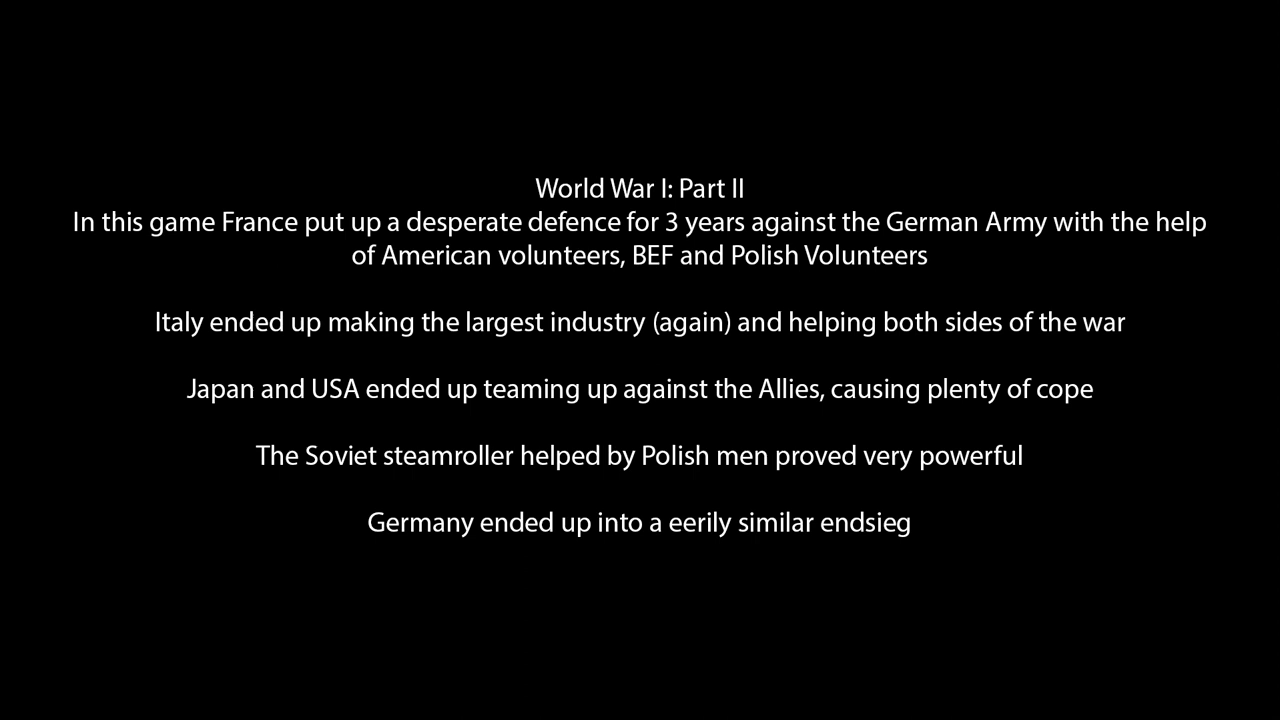 World War I: Part II
In this game France put up a desperate defence for 3 years against the German Army with the help
of American volunteers, BEF and Polish Volunteers
Italy ended up making the largest industry (again) and helping both sides of the war
Japan and USA ended up teaming up against the Allies, causing plenty of cope
The Soviet steamroller helped by Polish men proved very powerful
Germany ended up into a eerily similar endsieg